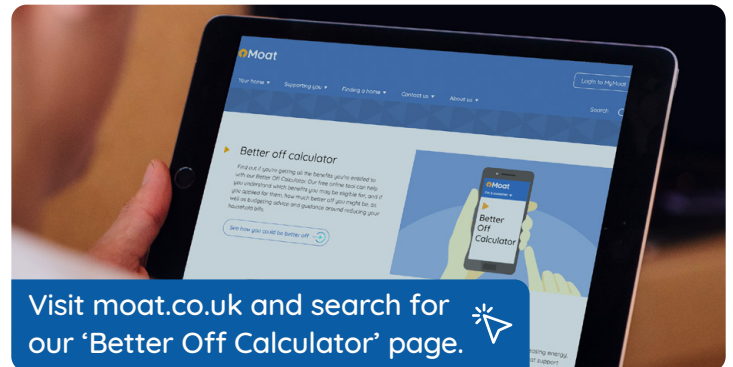 Moat
Login to MyMoat
Your home
Supporting you
Finding a home
Contact us
About us
Search
Better off calculator
Find out if you're getting all the benefits you're entitled to
with our Better Off Calculator. Our free online tool can help
you understand which benefits you may be eligible for, and if
you applied for them, how much better off you might be, as
well as budgeting advice and guidance around reducing your
household bills.
See how you could be better off
Moat
Better
Off
Calculator
energy,
support
Visit moat.co.uk and search for
our ‘Better Off Calculator’ page.